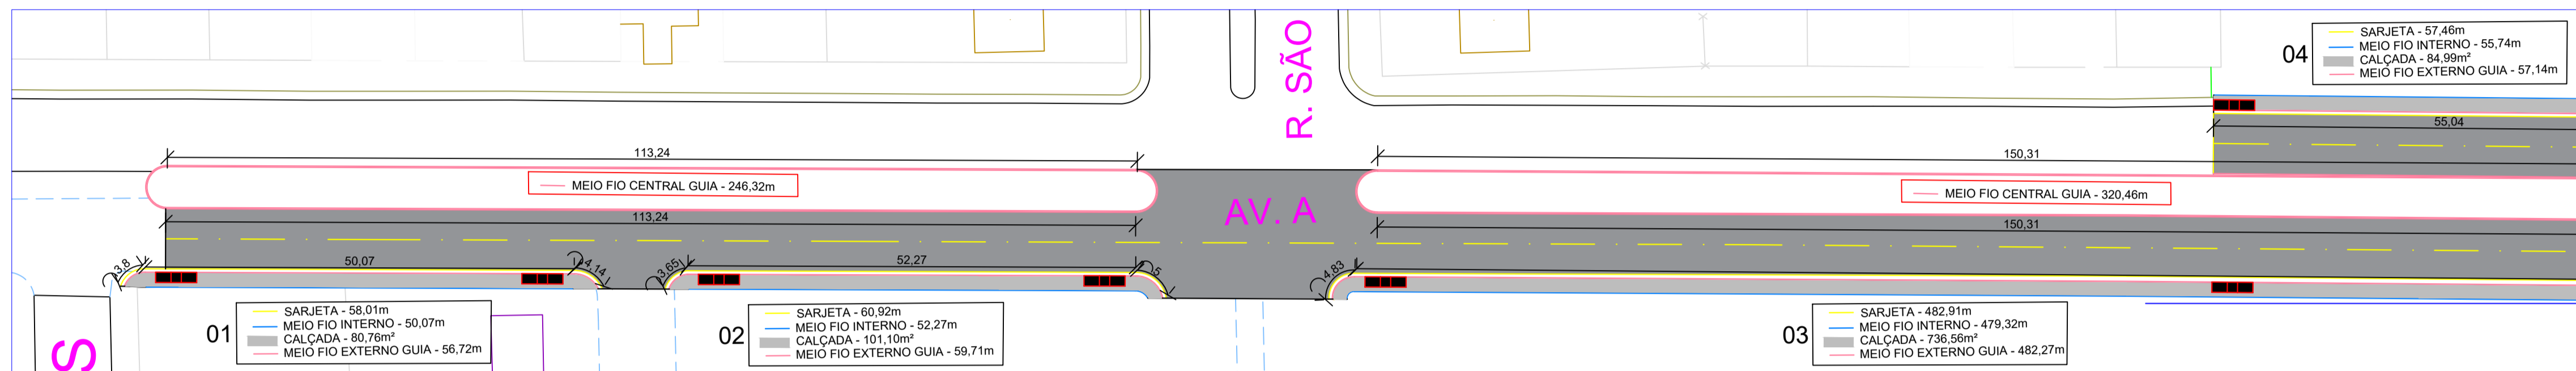 R. SÃO
04
SARJETA - 57,46m
MEIO FIO INTERNO - 55,74m
CALÇADA - 84,99m²
MEIO FIO EXTERNO GUIA - 57,14m
55,04
113,24
150,31
MEIO FIO CENTRAL GUIA - 246,32m
MEIO FIO CENTRAL GUIA - 320,46m
AV. A
113,24
150,31
3,8
50,07
4,14
3,65
52,27
5
4,83
01
SARJETA - 58,01m
MEIO FIO INTERNO - 50,07m
CALÇADA - 80,76m²
MEIO FIO EXTERNO GUIA - 56,72m
02
SARJETA - 60,92m
MEIO FIO INTERNO - 52,27m
CALÇADA - 101,10m²
MEIO FIO EXTERNO GUIA - 59,71m
03
SARJETA - 482,91m
MEIO FIO INTERNO - 479,32m
CALÇADA - 736,56m²
MEIO FIO EXTERNO GUIA - 482,27m
S